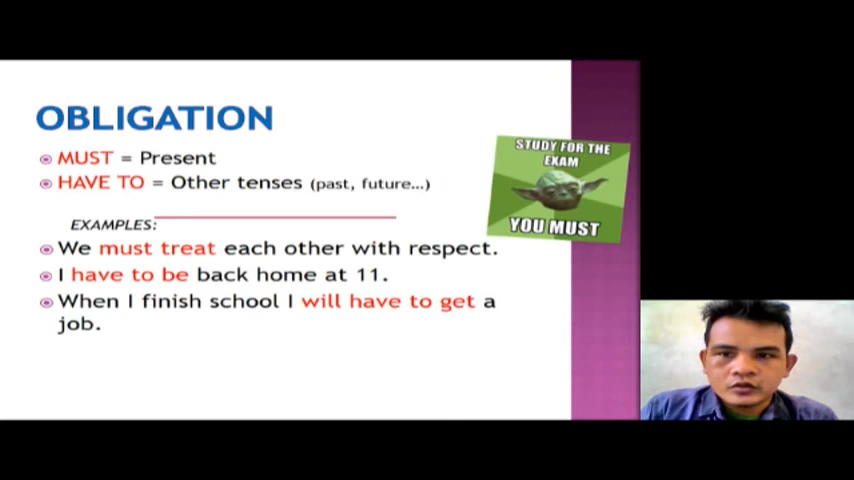 OBLIGATION
MUST = Present
HAVE TO = Other tenses (past, future...)
EXAMPLES:
We must treat each other with respect.
I have to be back home at 11.
When I finish school I will have to get a
job.
STUDY FOR THE
EXAM
YOU MUST